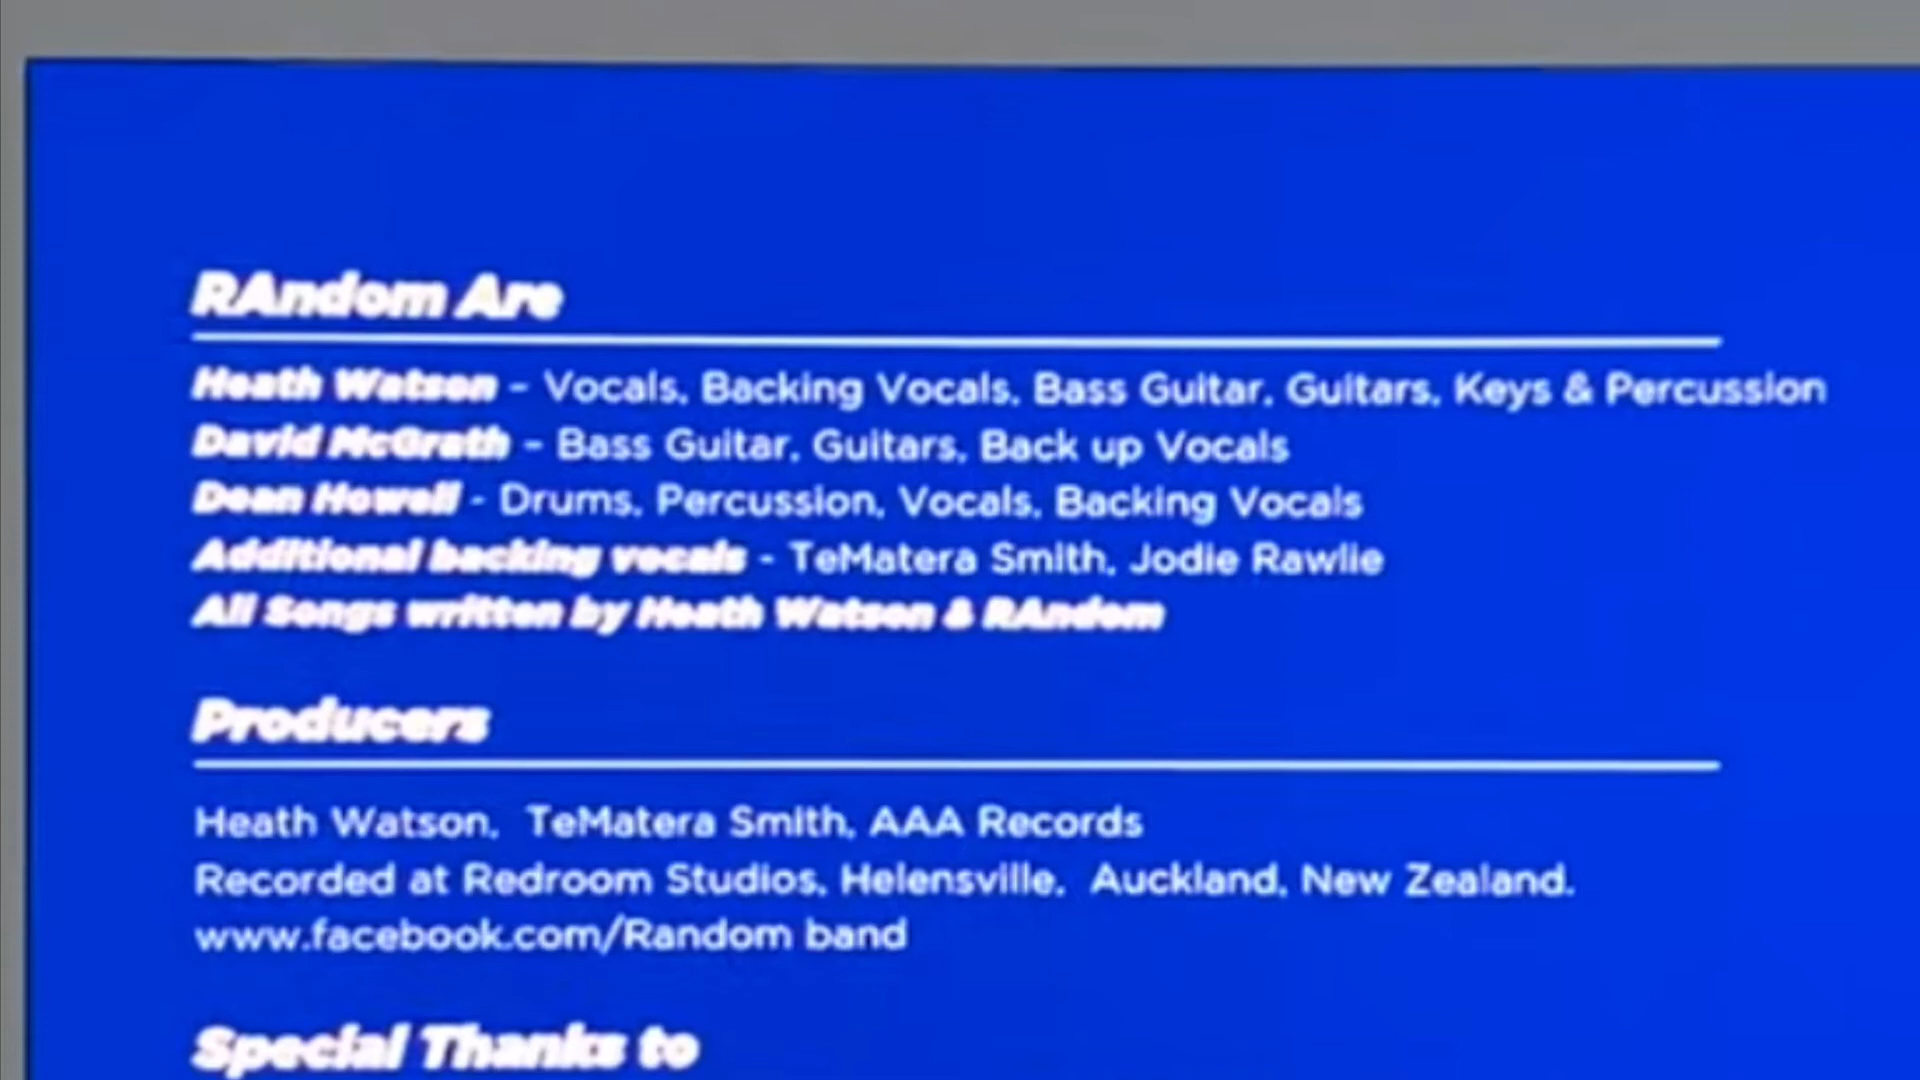 RAndom Are
Heath Watson – Vocals, Backing Vocals, Bass Guitar, Guitars, Keys & Percussion
David McGrath – Bass Guitar, Guitars, Back up Vocals
Dean Howell - Drums, Percussion, Vocals, Backing Vocals
Additional backing vocals - TeMatera Smith, Jodie Rawlie
All Songs written by Heath Watson & RAndom
Producers
Heath Watson, TeMatera Smith, AAA Records
Recorded at Redroom Studios, Helensville, Auckland, New Zealand.
www.facebook.com/Random band
Special Thanks to